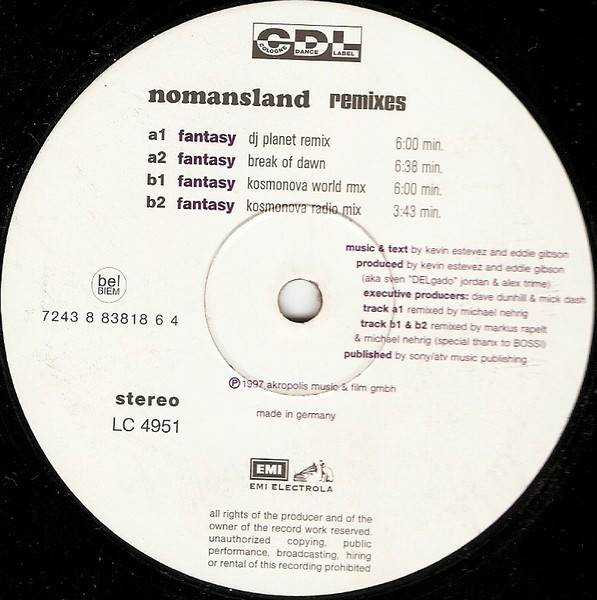 CDL
COLOGNE DANCE LABEL
nomansland remixes
a1 fantasy dj planet remix 6:00 min.
a2 fantasy break of dawn 6:38 min.
b1 fantasy kosmonova world rmx 6:00 min.
b2 fantasy kosmonova radio mix 3:43 min.
music & text by kevin estevez and eddie gibson
produced by kevin estevez and eddie gibson
(aka sven "DELgado" jordan & alex trime)
executive producers: dave dunhill & mick dash
track a1 remixed by michael nehrig
track b1 & b2 remixed by markus rapelt
& michael nehrig (special thanx to BOSSI)
published by sony/atv music publishing
bel
BIEM
7243 8 83818 6 4
℗ 1997 akropolis music & film gmbh
stereo
made in germany
LC 4951
EMI
EMI ELECTROLA
all rights of the producer and of the
owner of the record work reserved.
unauthorized copying, public
performance, broadcasting, hiring
or rental of this recording prohibited